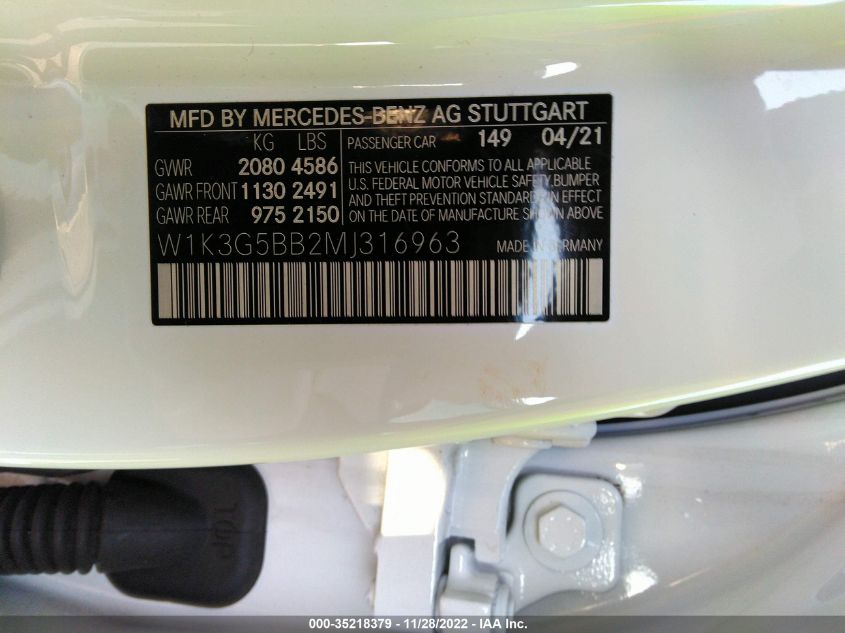 MFD BY MERCEDES-BENZ AG STUTTGART
KG LBS PASSENGER CAR 149 04/21
GVWR 2080 4586
GAWR FRONT 1130 2491
GAWR REAR 975 2150
THIS VEHICLE CONFORMS TO ALL APPLICABLE
U.S. FEDERAL MOTOR VEHICLE SAFETY,BUMPER
AND THEFT PREVENTION STANDARDS IN EFFECT
ON THE DATE OF MANUFACTURE SHOWN ABOVE
W1K3G5BB2MJ316963 MADE IN GERMANY
TOP
000-35218379 - 11/28/2022 - IAA Inc.